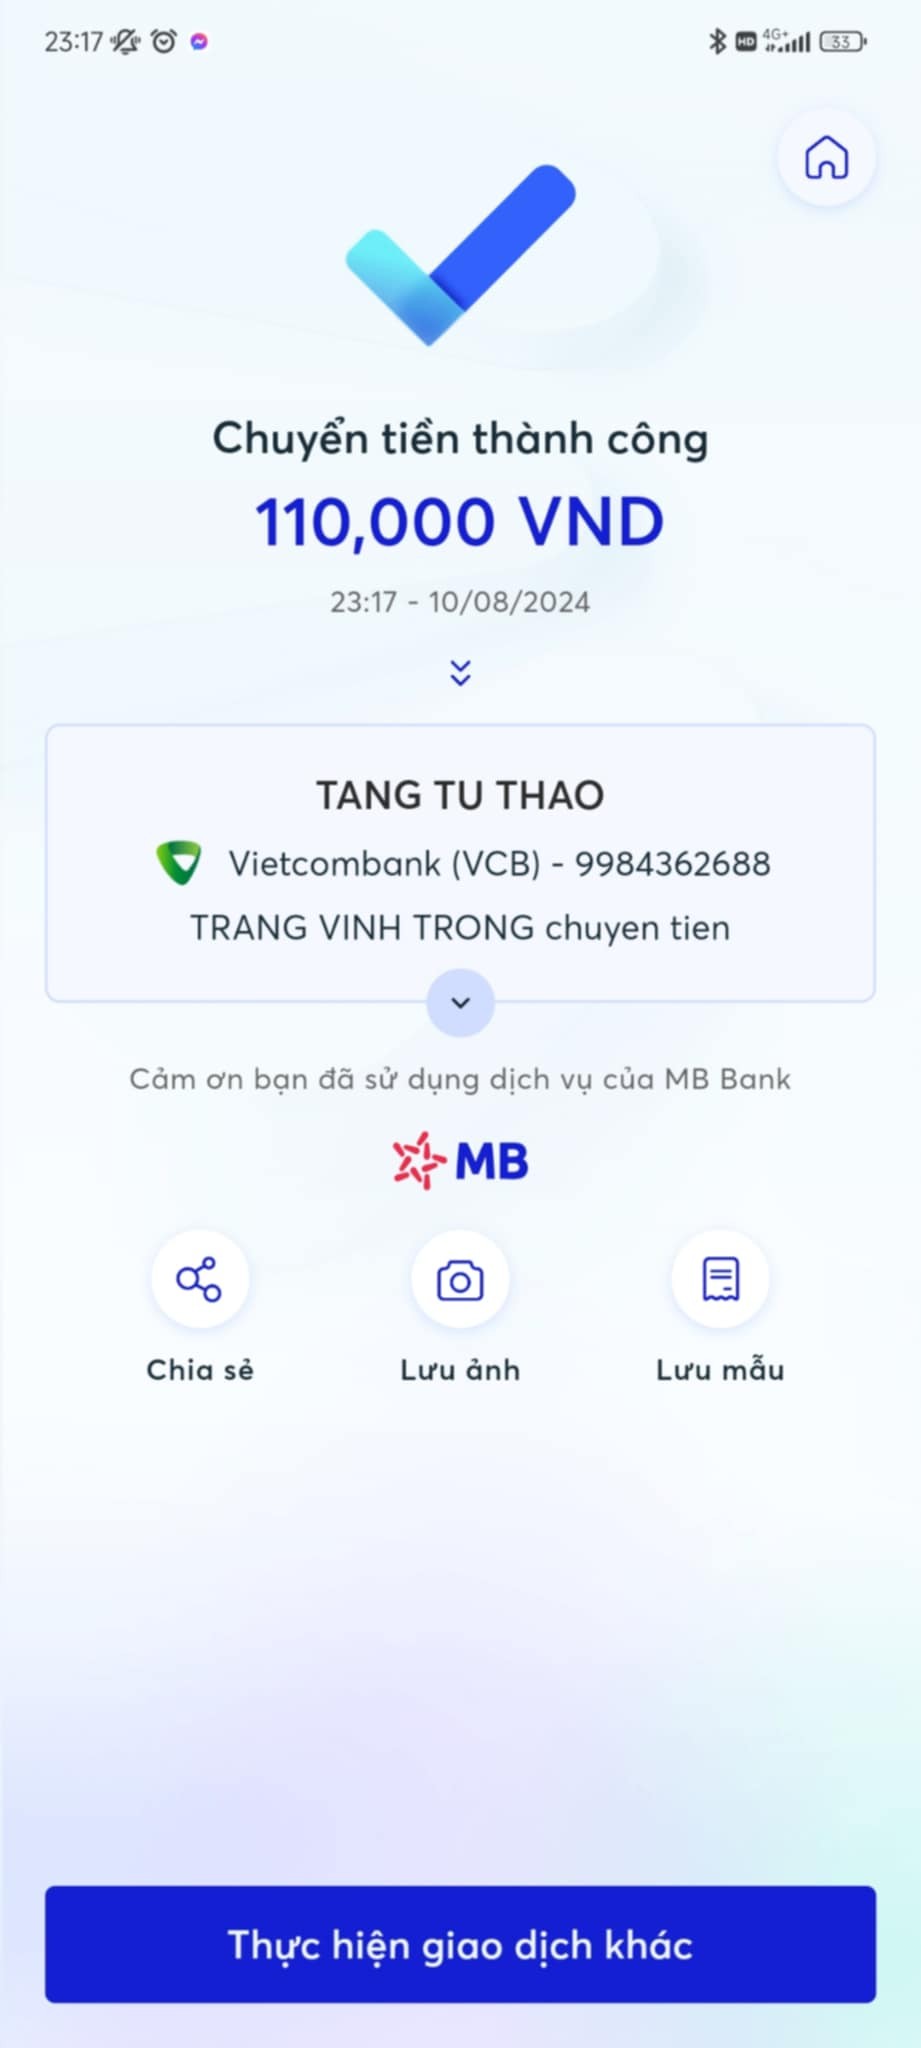 23:17 HD 4G+ 33
Chuyển tiền thành công
110,000 VND
23:17 - 10/08/2024
TANG TU THAO
Vietcombank (VCB) - 9984362688
TRANG VINH TRONG chuyen tien
Cảm ơn bạn đã sử dụng dịch vụ của MB Bank
MB
Chia sẻ Lưu ảnh Lưu mẫu
Thực hiện giao dịch khác